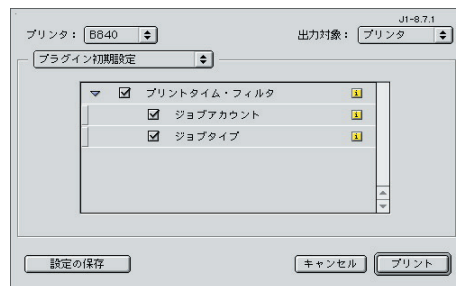 J1-8.7.1
プリンタ： B840
出力対象： プリンタ
プラグイン初期設定
プリントタイム・フィルタ
ジョブアカウント
ジョブタイプ
設定の保存
キャンセル
プリント